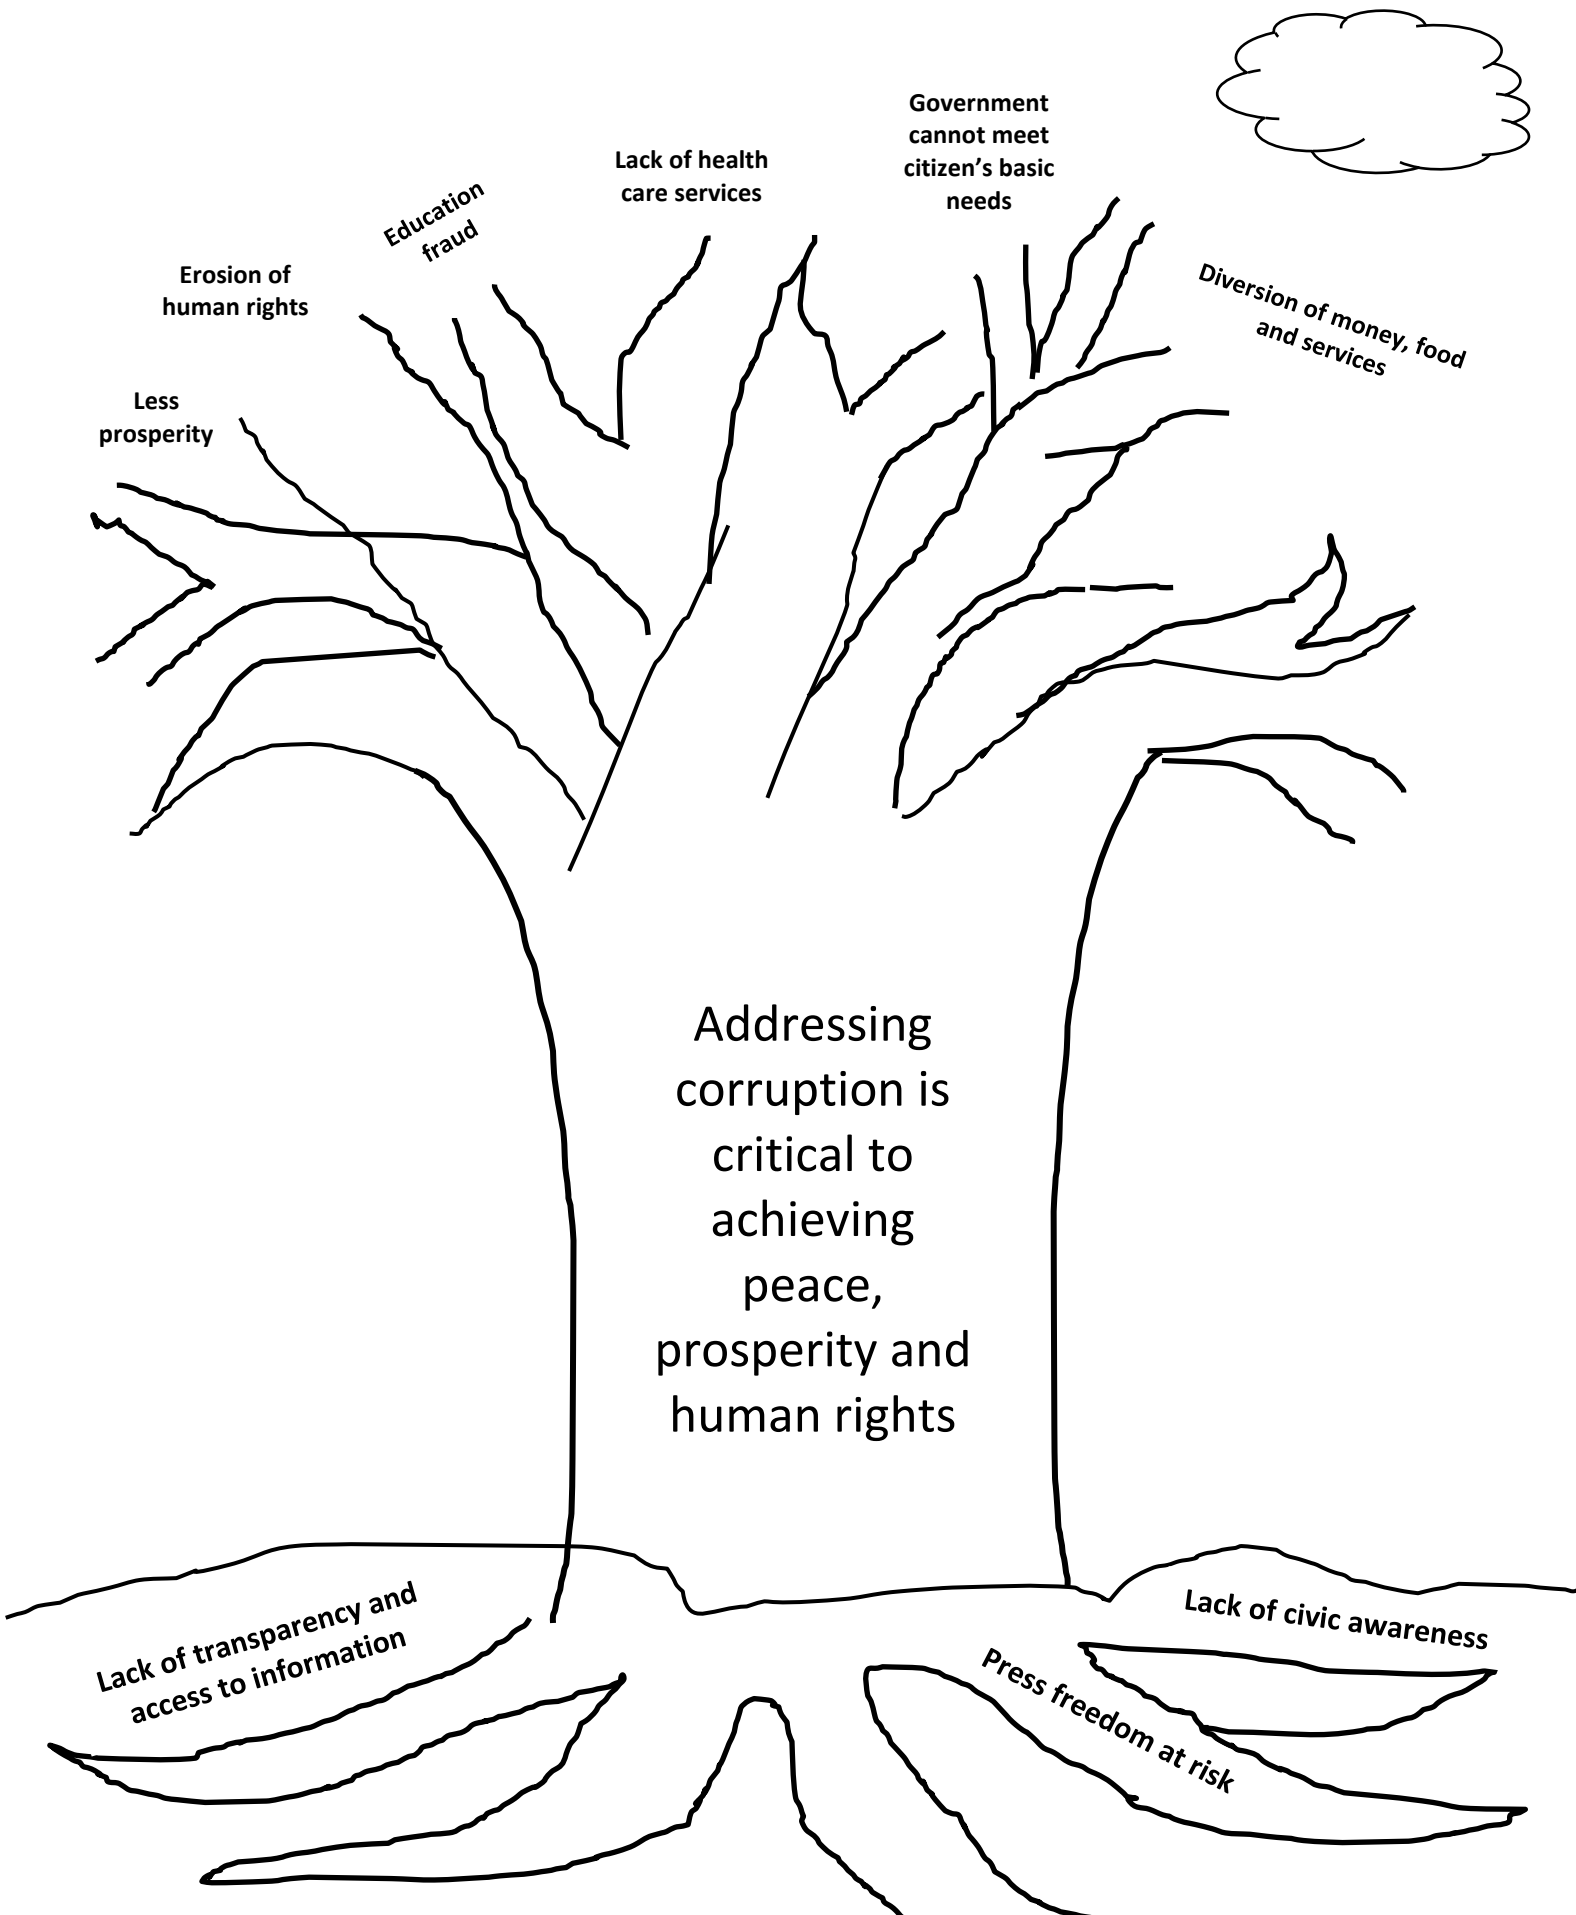 Government
cannot meet
citizen's basic
needs
Lack of health
care services
Education
fraud
Erosion of
human rights
Diversion of money, food
and services
Less
prosperity
Addressing
corruption is
critical to
achieving
peace,
prosperity and
human rights
Lack of transparency and
access to information
Lack of civic awareness
Press freedom at risk